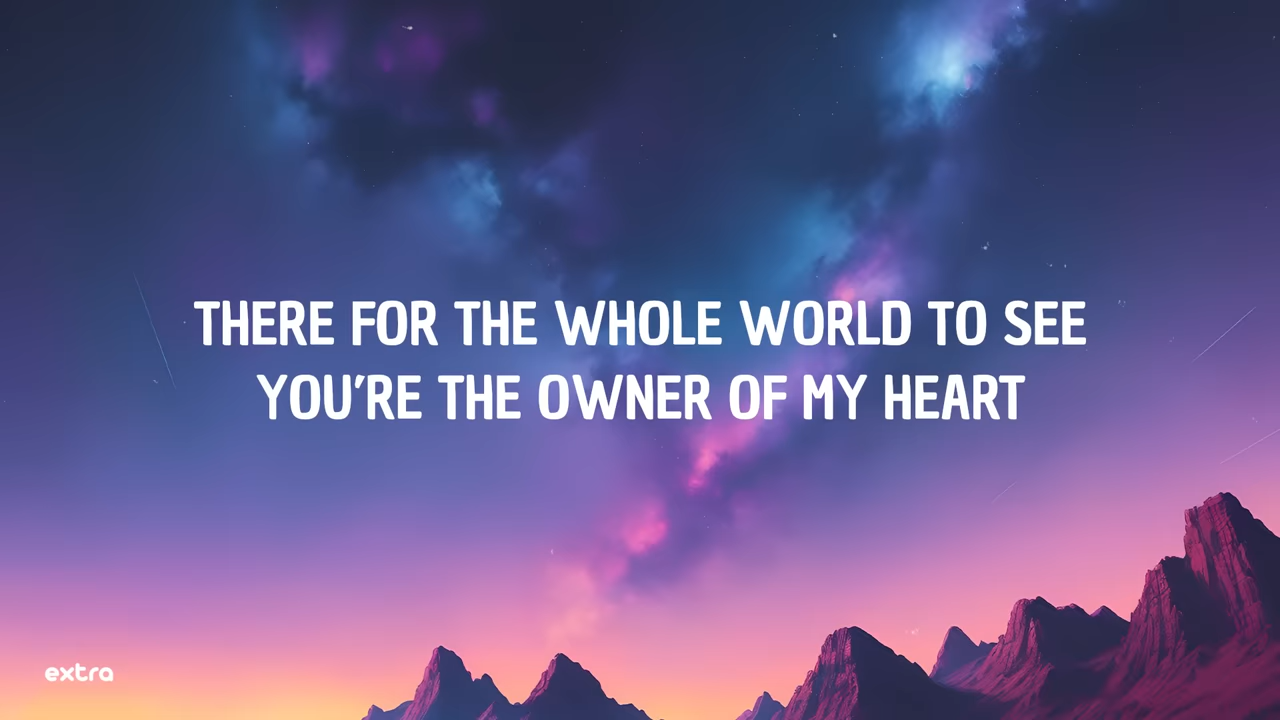 THERE FOR THE WHOLE WORLD TO SEE
YOU'RE THE OWNER OF MY HEART
extra